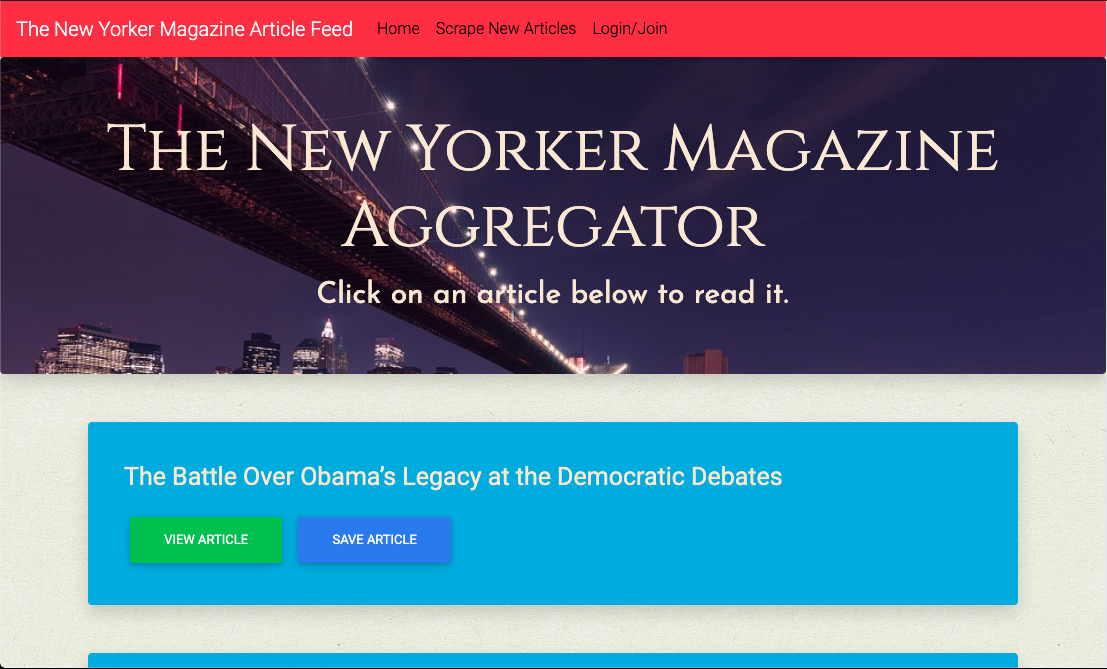 The New Yorker Magazine Article Feed Home Scrape New Articles Login/Join
The New Yorker Magazine
Aggregator
Click on an article below to read it.
The Battle Over Obama’s Legacy at the Democratic Debates
VIEW ARTICLE SAVE ARTICLE